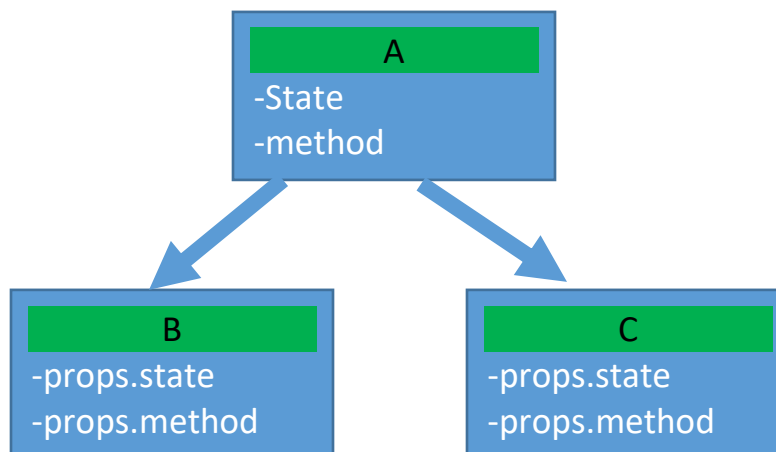 A
-State
-method
B
-props.state
-props.method
C
-props.state
-props.method